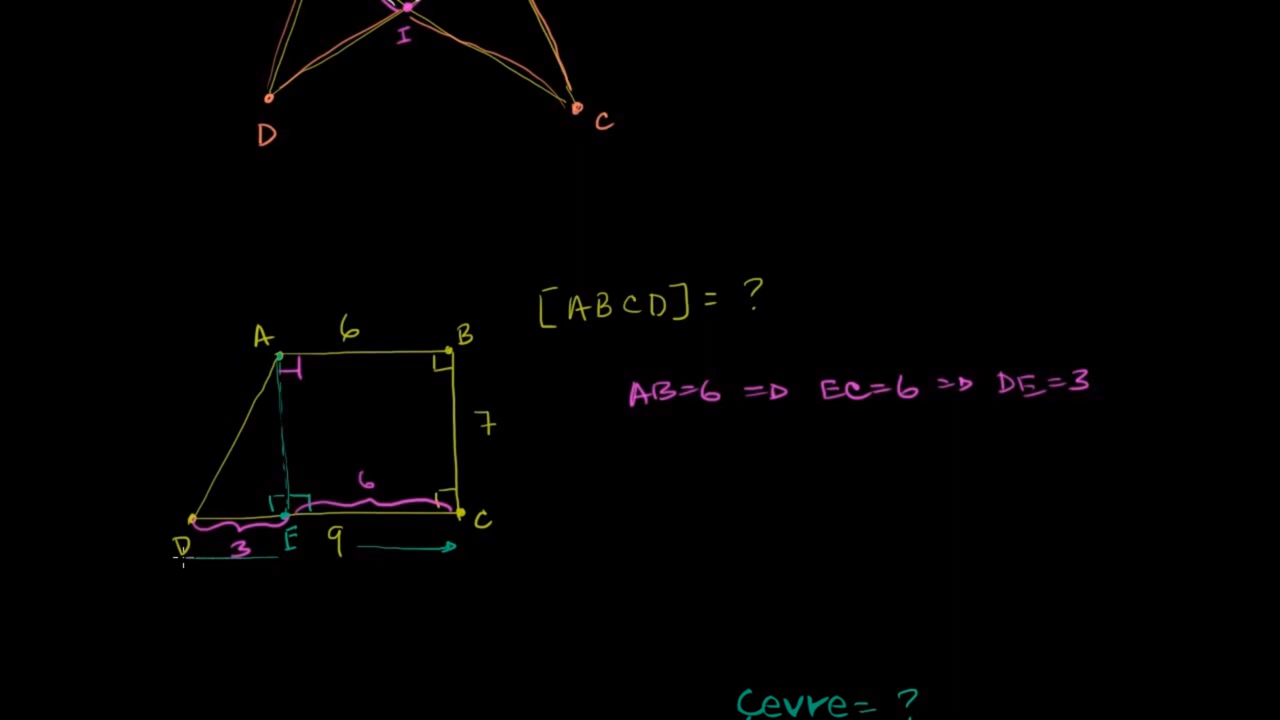 I
D
C
[ABCD] = ?
A 6 B
AB=6 => EC=6 => DE=3
7
6
D 3 E 9 C
Çevre= ?